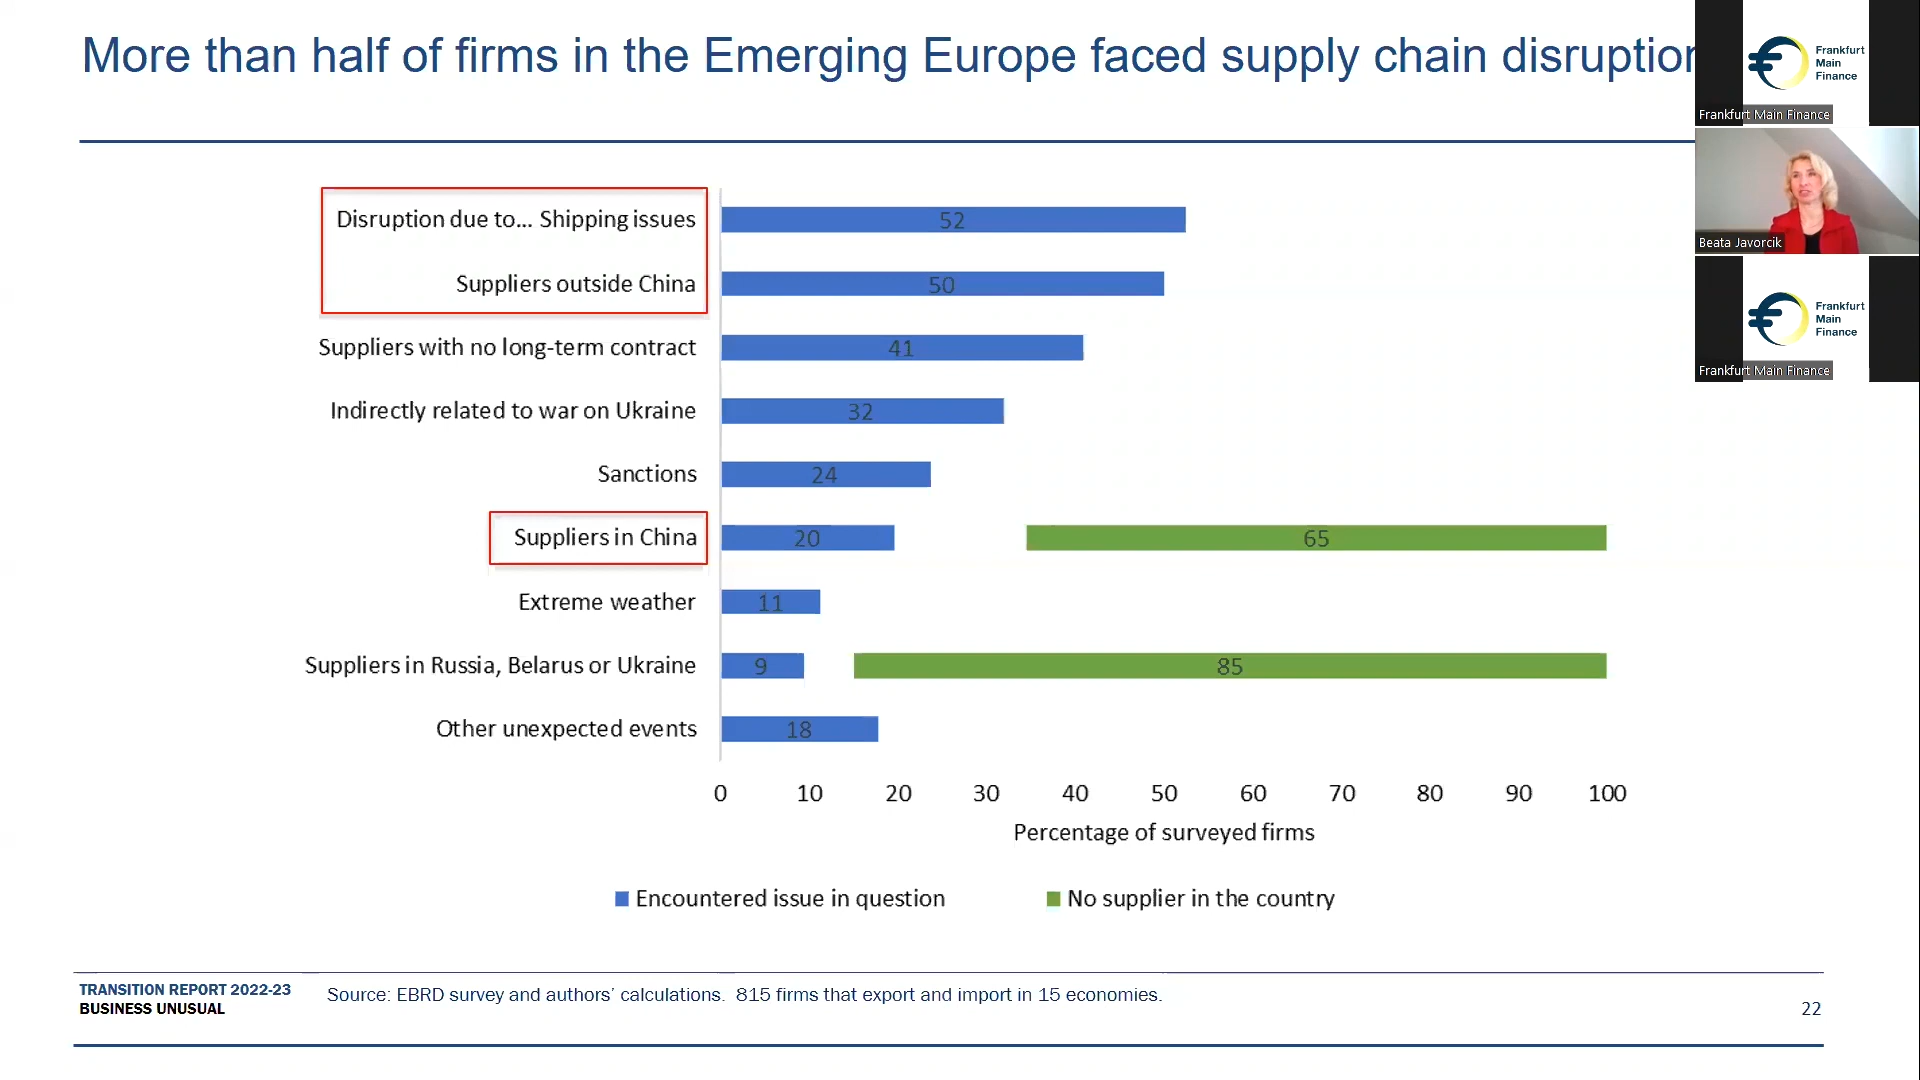 More than half of firms in the Emerging Europe faced supply chain disruption
Frankfurt
Main
Finance
Frankfurt Main Finance
Beata Javorcik
Frankfurt
Main
Finance
Frankfurt Main Finance
Disruption due to... Shipping issues
52
Suppliers outside China
50
Suppliers with no long-term contract
41
Indirectly related to war on Ukraine
32
Sanctions
24
Suppliers in China
20
65
Extreme weather
11
Suppliers in Russia, Belarus or Ukraine
9
85
Other unexpected events
18
0 10 20 30 40 50 60 70 80 90 100
Percentage of surveyed firms
Encountered issue in question
No supplier in the country
TRANSITION REPORT 2022-23
BUSINESS UNUSUAL
Source: EBRD survey and authors’ calculations. 815 firms that export and import in 15 economies.
22